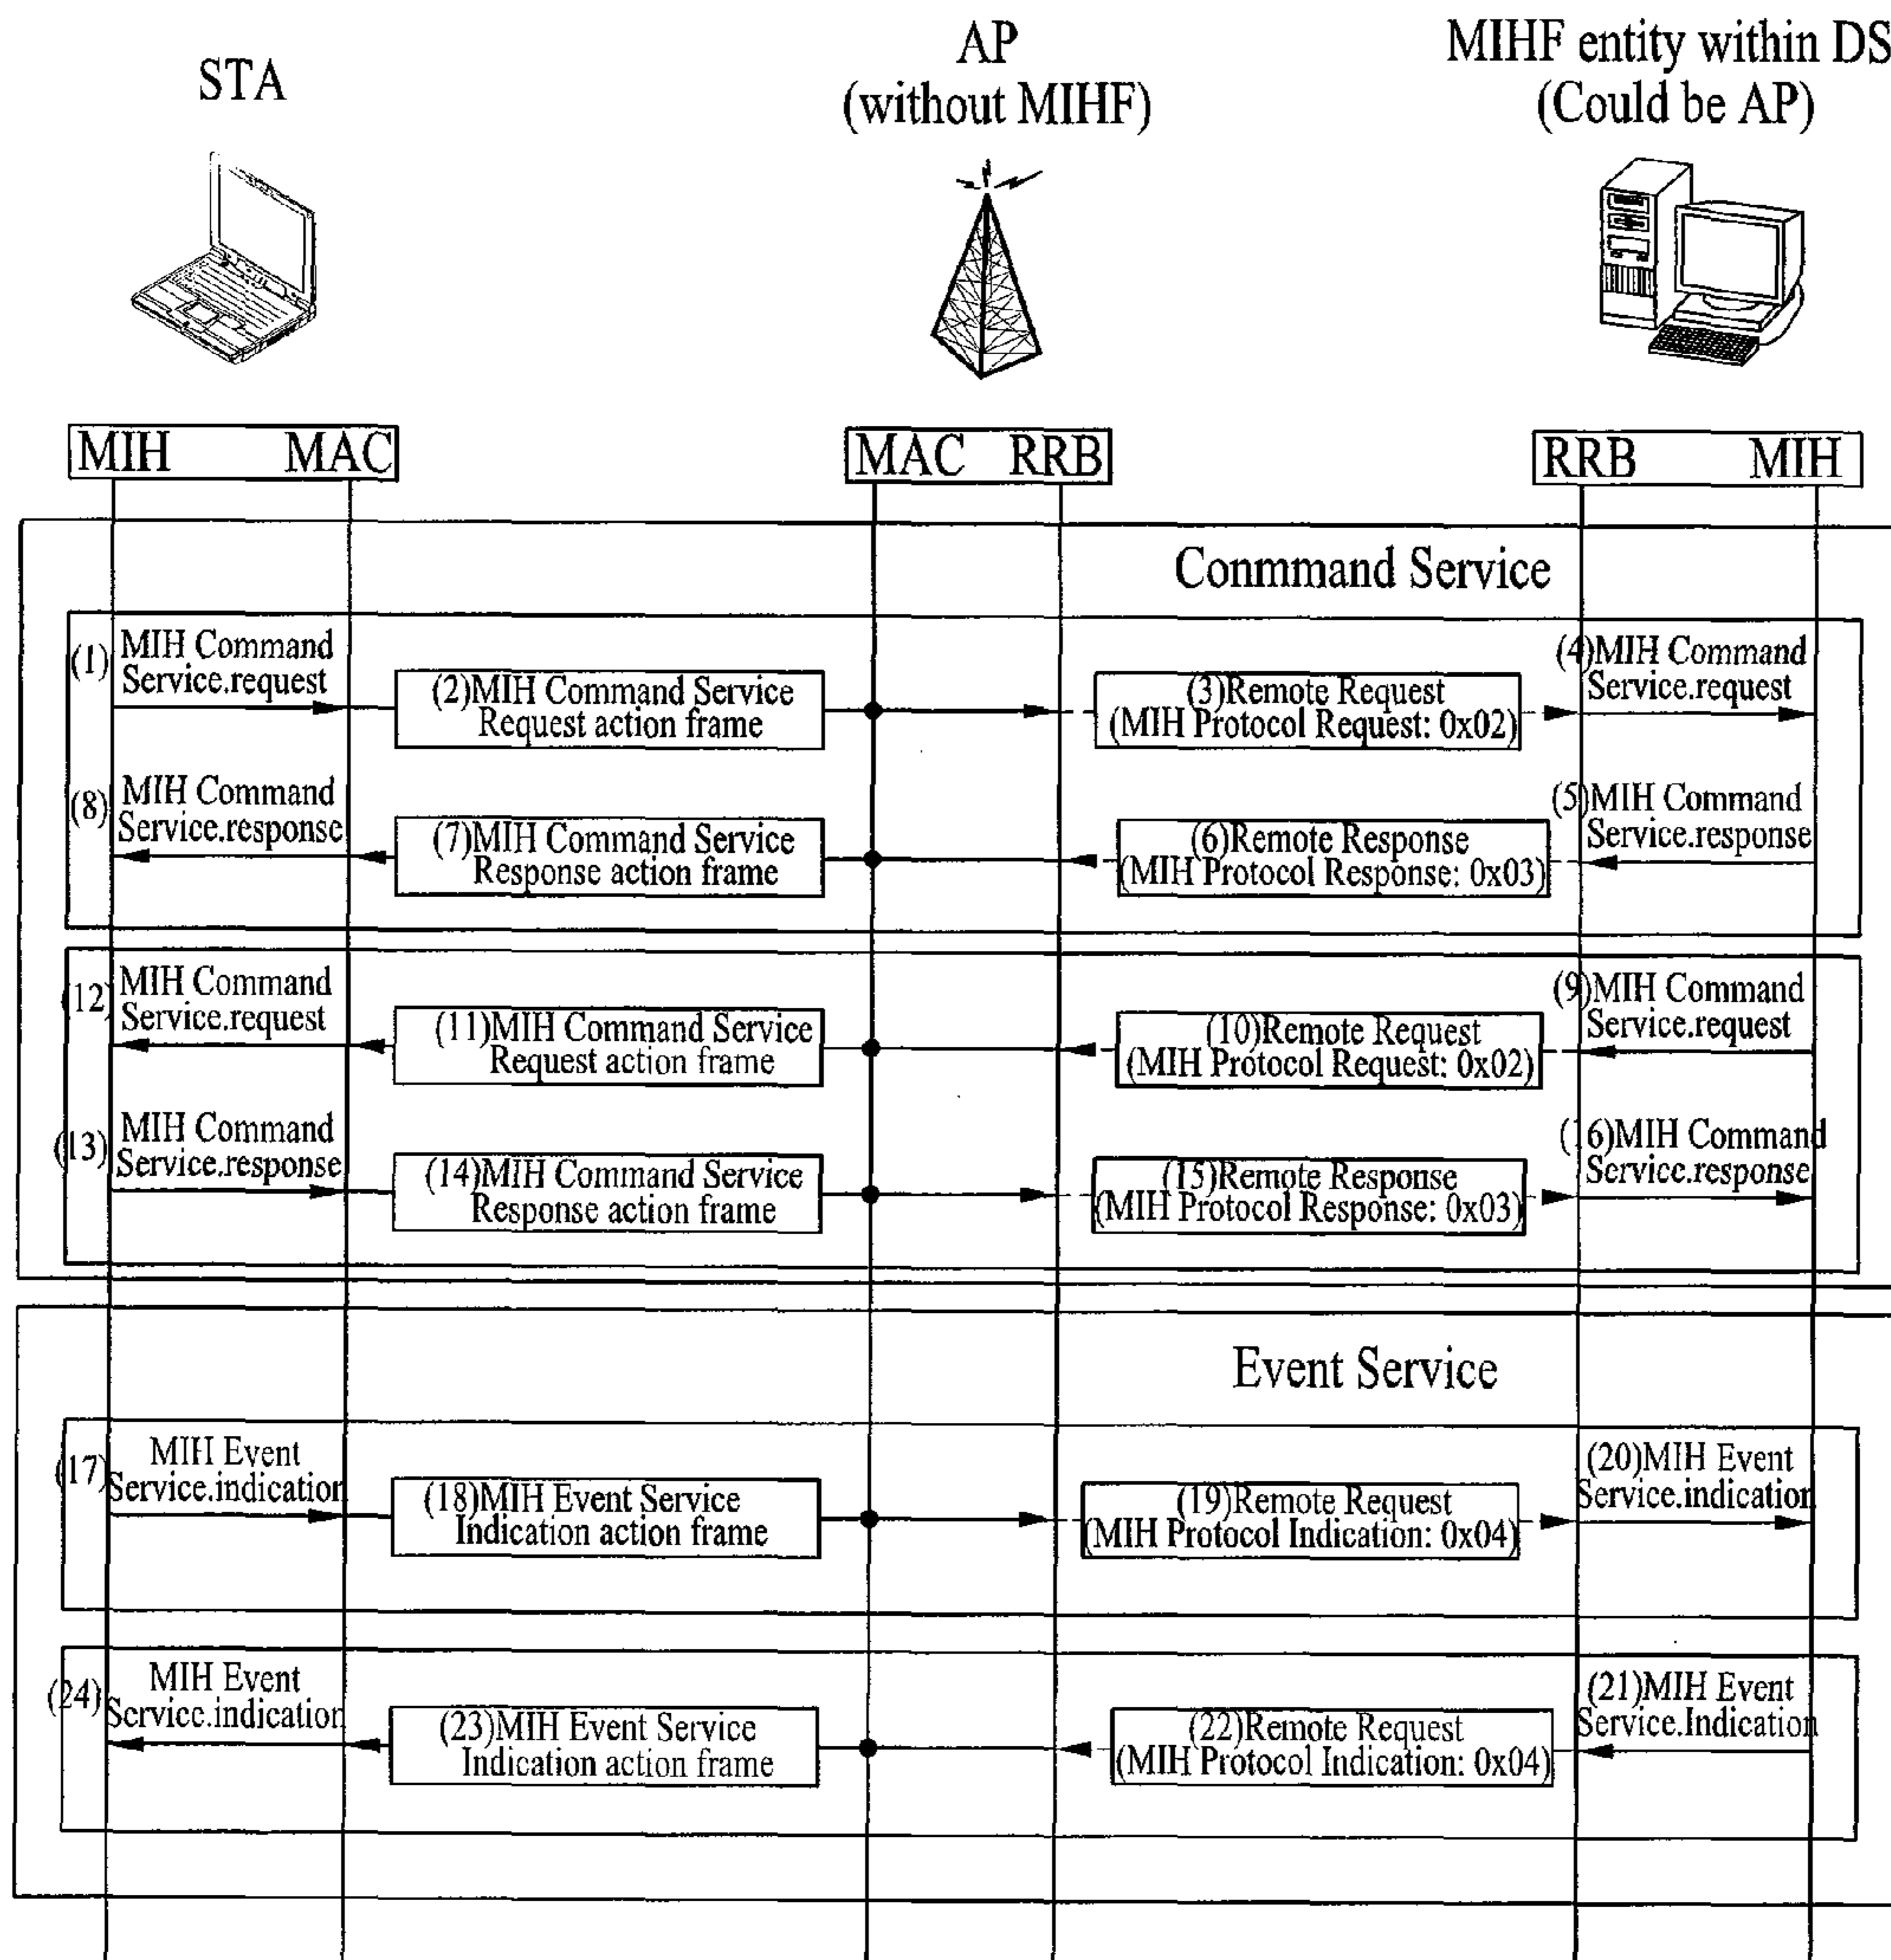 STA
AP
(without MIHF)
MIHF entity within DS
(Could be AP)
MIH MAC
MAC RRB
RRB MIH
Conmmand Service
(1) MIH Command
Service.request
(2)MIH Command Service
Request action frame
(3)Remote Request
(MIH Protocol Request: 0x02)
(4)MIH Command
Service.request
(8) MIH Command
Service.response
(7)MIH Command Service
Response action frame
(6)Remote Response
(MIH Protocol Response: 0x03)
(5)MIH Command
Service.response
(12) MIH Command
Service.request
(11)MIH Command Service
Request action frame
(10)Remote Request
(MIH Protocol Request: 0x02)
(9)MIH Command
Service.request
(13) MIH Command
Service.response
(14)MIH Command Service
Response action frame
(15)Remote Response
(MIH Protocol Response: 0x03)
(16)MIH Command
Service.response
Event Service
(17) MIH Event
Service.indication
(18)MIH Event Service
Indication action frame
(19)Remote Request
(MIH Protocol Indication: 0x04)
(20)MIH Event
Service.indication
(24) MIH Event
Service.indication
(23)MIH Event Service
Indication action frame
(22)Remote Request
(MIH Protocol Indication: 0x04)
(21)MIH Event
Service.Indication